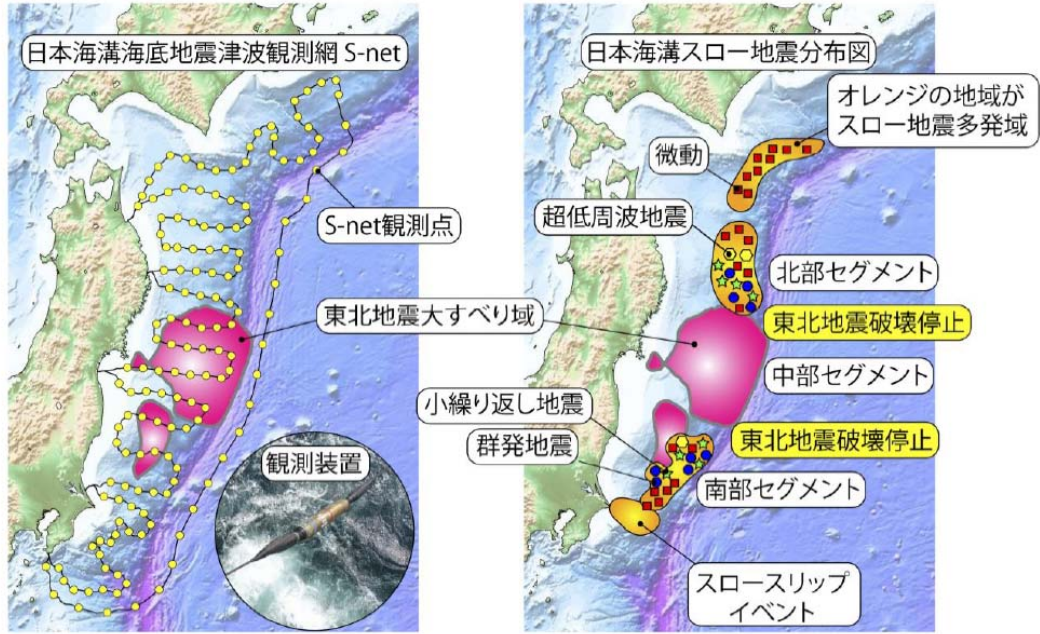 日本海溝海底地震津波観測網 S-net
S-net観測点
東北地震大すべり域
観測装置
日本海溝スロー地震分布図
オレンジの地域が
スロー地震多発域
微動
超低周波地震
北部セグメント
東北地震破壊停止
中部セグメント
小繰り返し地震
群発地震
東北地震破壊停止
南部セグメント
スロースリップ
イベント